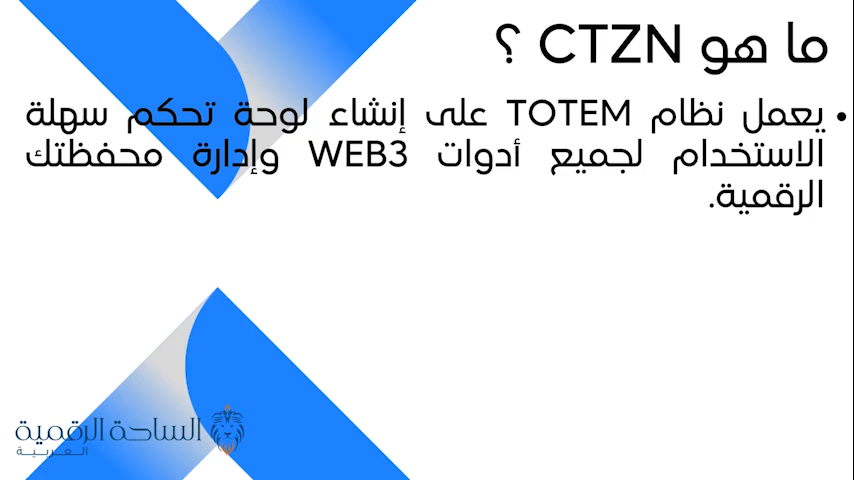 ما هو CTZN ؟
• يعمل نظام TOTEM على إنشاء لوحة تحكم سهلة
الاستخدام لجميع أدوات WEB3 وإدارة محفظتك
الرقمية.
الساحة الرقمية
العربية